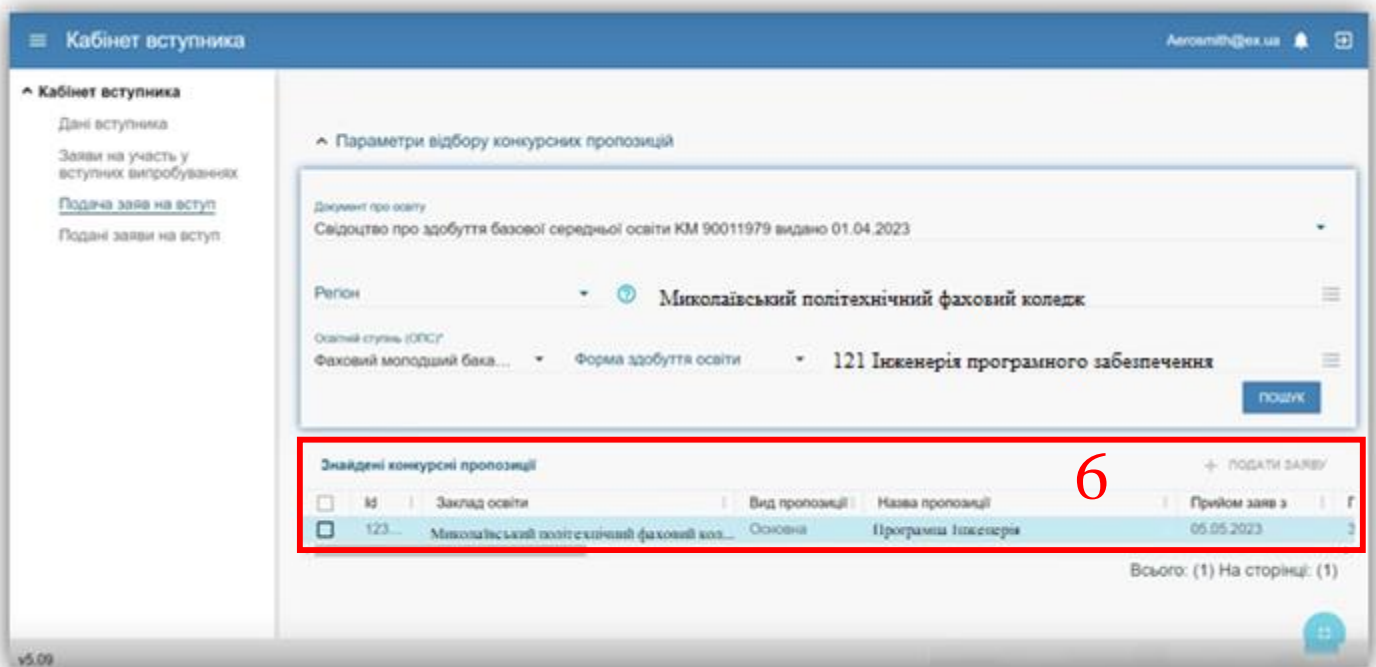 Кабінет вступника
Aerosmith@ex.ua
Кабінет вступника
Дані вступника
Заяви на участь у
вступних випробуваннях
Подача заяв на вступ
Подані заяви на вступ
Параметри відбору конкурсних пропозицій
Документ про освіту
Свідоцтво про здобуття базової середньої освіти КМ 90011979 видано 01.04.2023
Регіон
Миколаївський політехнічний фаховий коледж
Освітній ступінь (ОПС)*
Фаховий молодший бака... Форма здобуття освіти 121 Інженерія програмного забезпечення
ПОШУК
Знайдені конкурсні пропозиції 6 + ПОДАТИ ЗАЯВУ
Id Заклад освіти Вид пропозиції Назва пропозиції Прийом заяв з
123... Миколаївський політехнічний фаховий кол... Основна Програмна Інженерія 05.05.2023
Всього: (1) На сторінці: (1)
v5.09